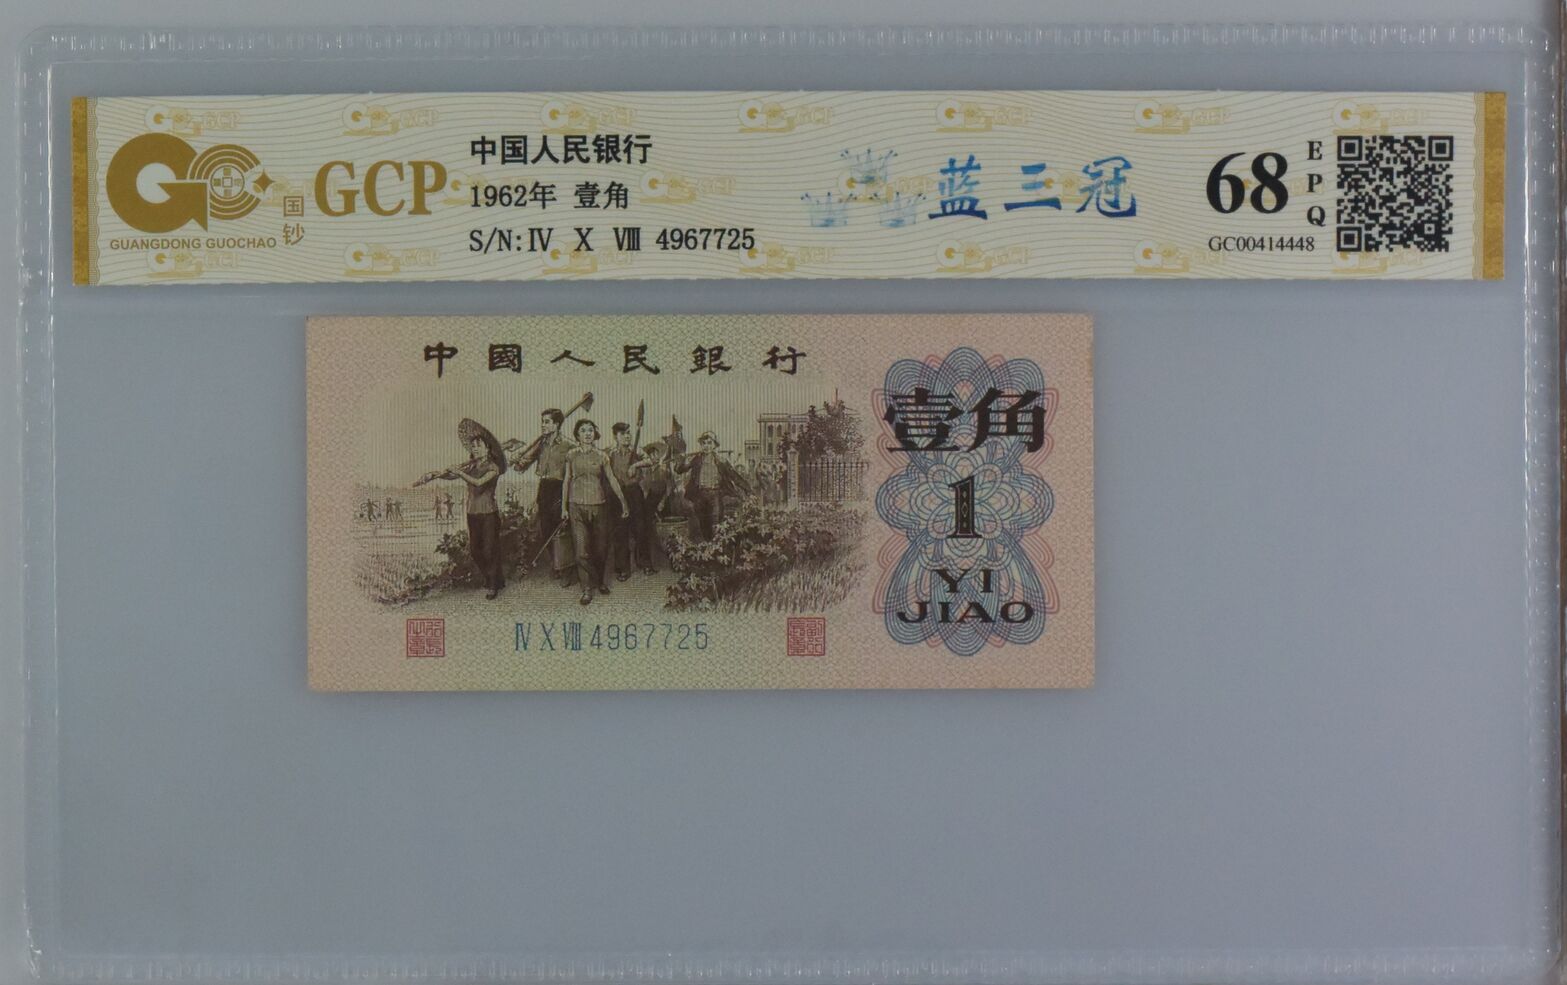 GCP
国钞
GUANGDONG GUOCHAO
中国人民银行
1962年 壹角
S/N: Ⅳ Ⅹ Ⅷ 4967725
蓝三冠
68
EPQ
GC00414448
中國人民銀行
壹角
1
YI
JIAO
ⅣⅩⅧ4967725